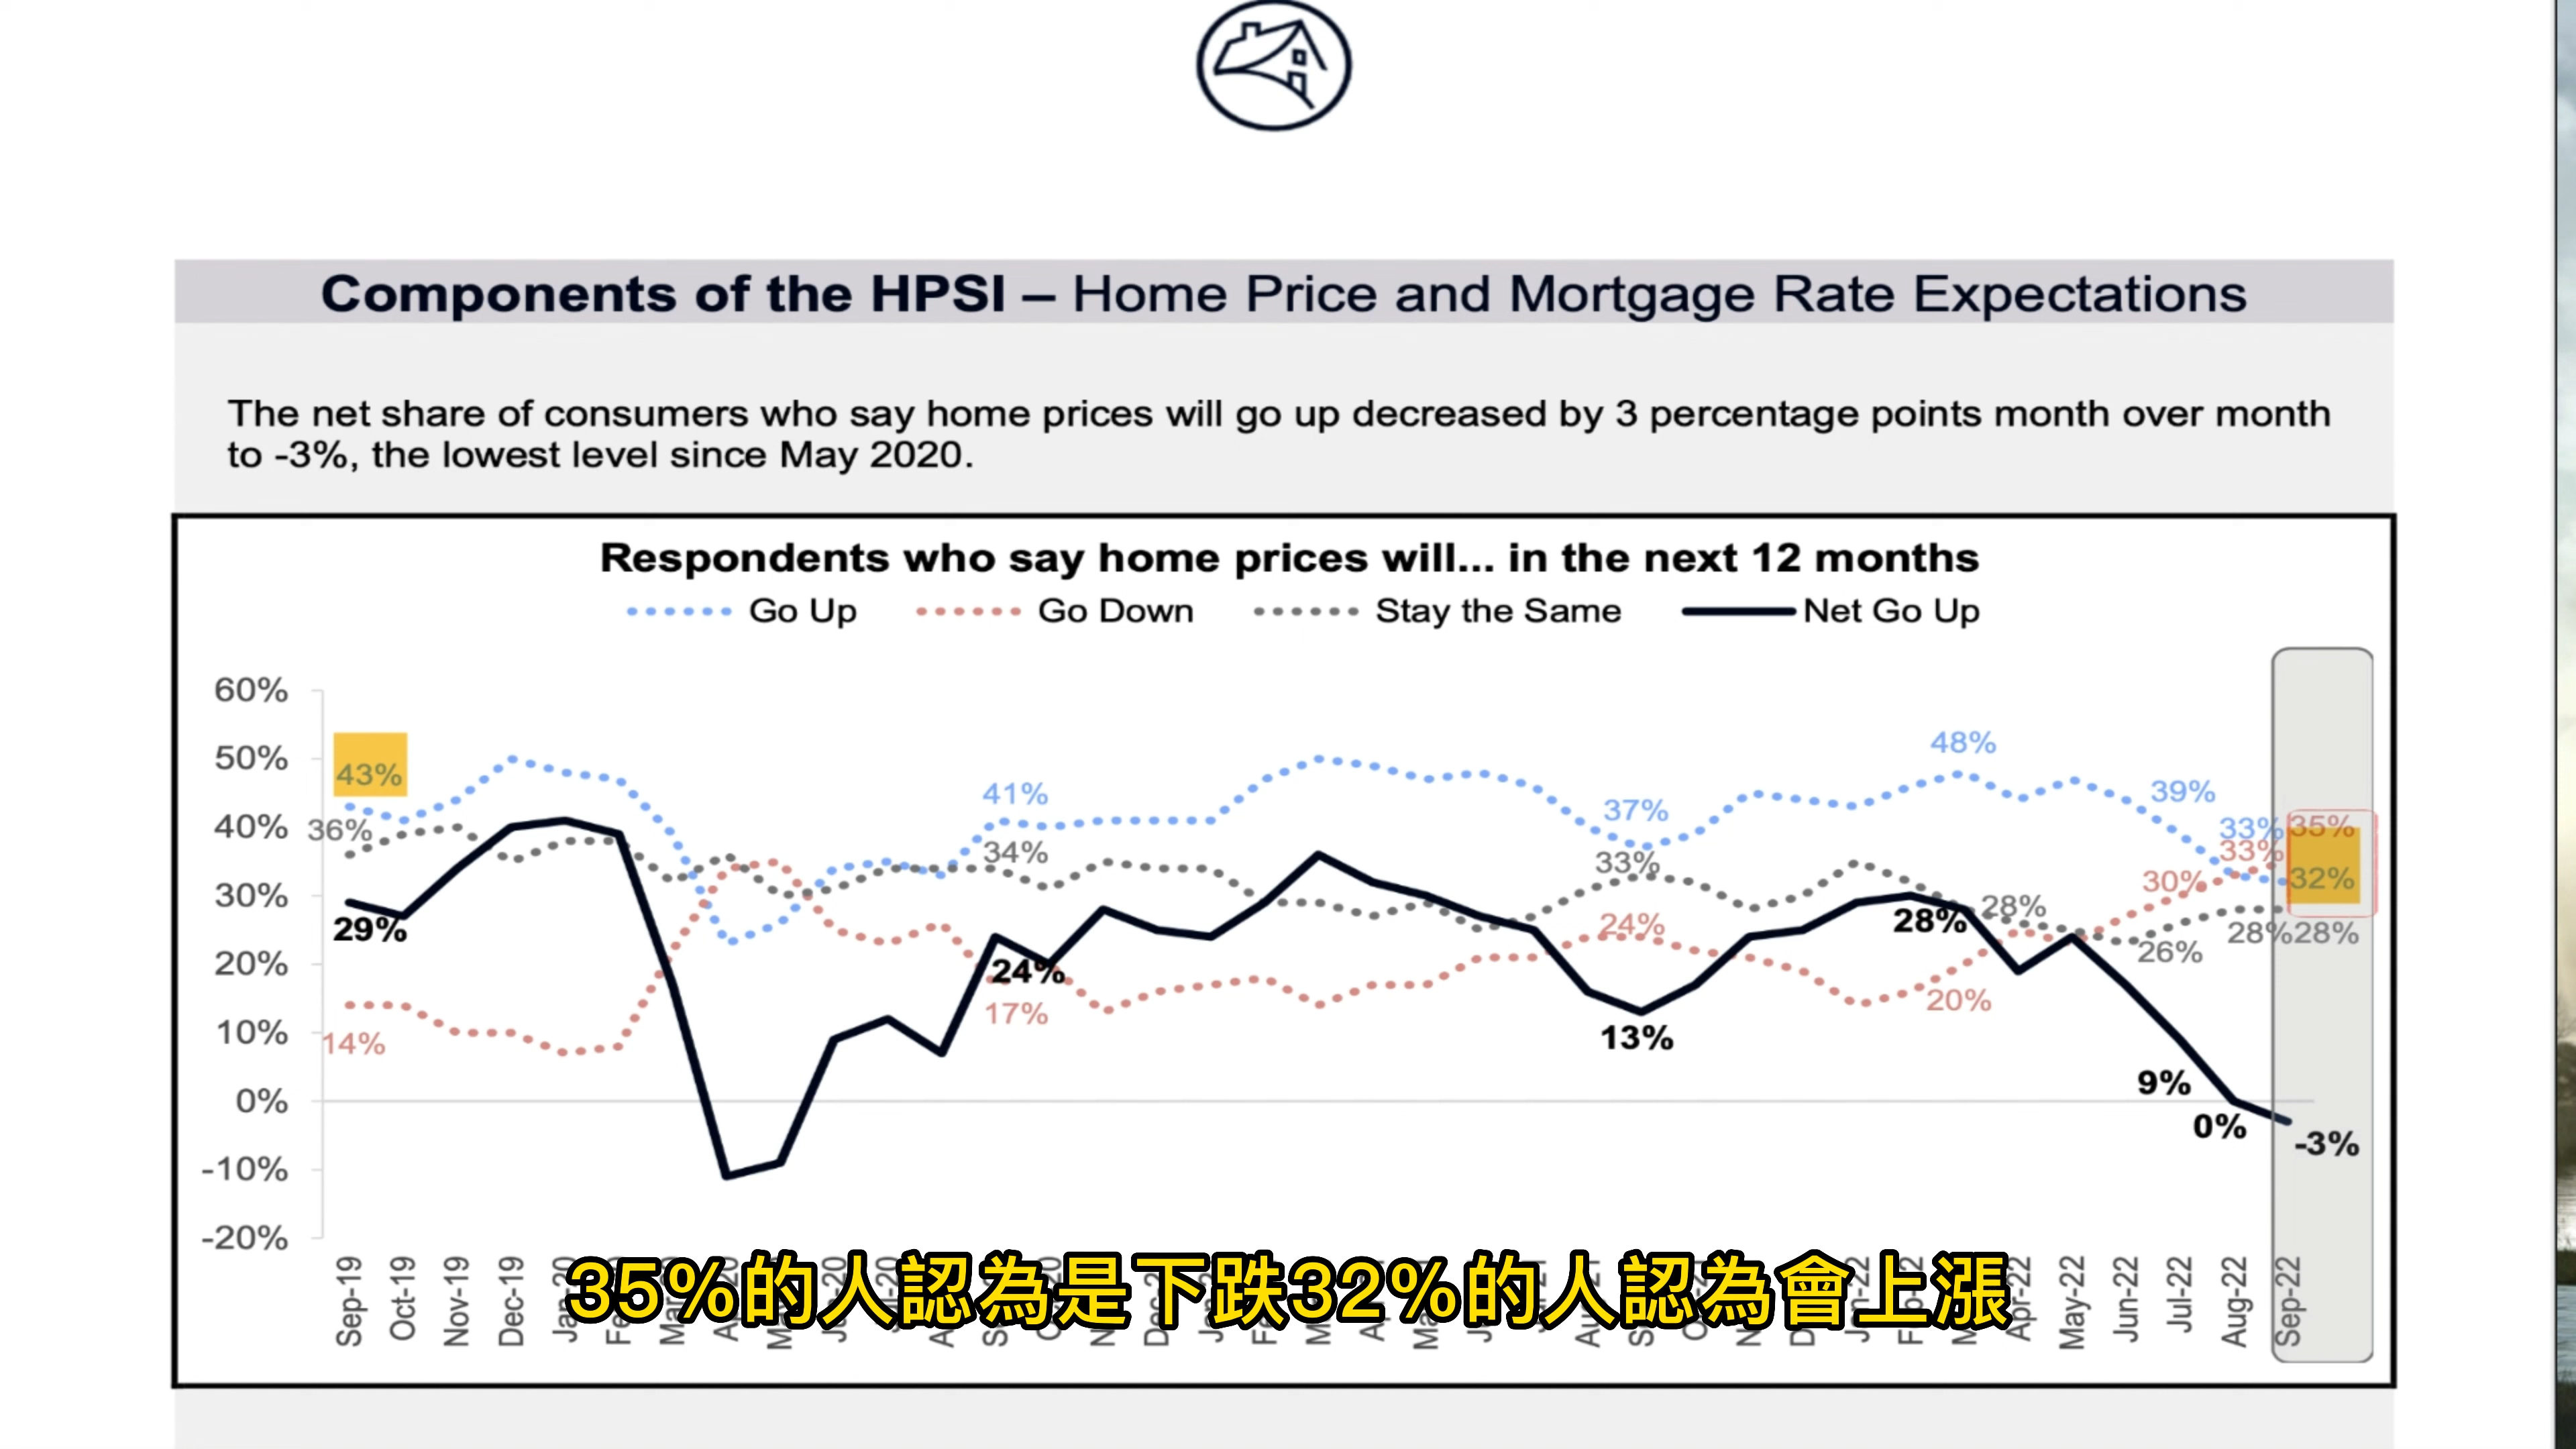 Components of the HPSI – Home Price and Mortgage Rate Expectations
The net share of consumers who say home prices will go up decreased by 3 percentage points month over month
to -3%, the lowest level since May 2020.
Respondents who say home prices will... in the next 12 months
Go Up Go Down Stay the Same Net Go Up
60%
50%
40%
30%
20%
10%
0%
-10%
-20%
43%
36%
29%
14%
41%
34%
24%
17%
37%
33%
24%
13%
48%
28%
28%
20%
39%
30%
26%
9%
33%
33%
28%
0%
35%
32%
28%
-3%
Sep-19
Oct-19
Nov-19
Dec-19
Apr-22
May-22
Jun-22
Jul-22
Aug-22
Sep-22
35%的人認為是下跌32%的人認為會上漲